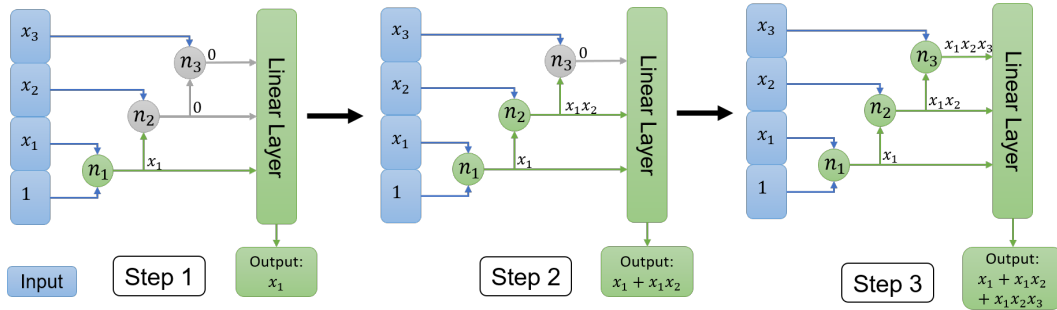 x₃
x₂
x₁
1
n₁
n₂
n₃
x₁
0
0
Linear Layer
Output:
x₁
Input
Step 1
x₃
x₂
x₁
1
n₁
n₂
n₃
x₁
x₁x₂
0
Linear Layer
Output:
x₁ + x₁x₂
Step 2
x₃
x₂
x₁
1
n₁
n₂
n₃
x₁
x₁x₂
x₁x₂x₃
Linear Layer
Output:
x₁ + x₁x₂
+ x₁x₂x₃
Step 3